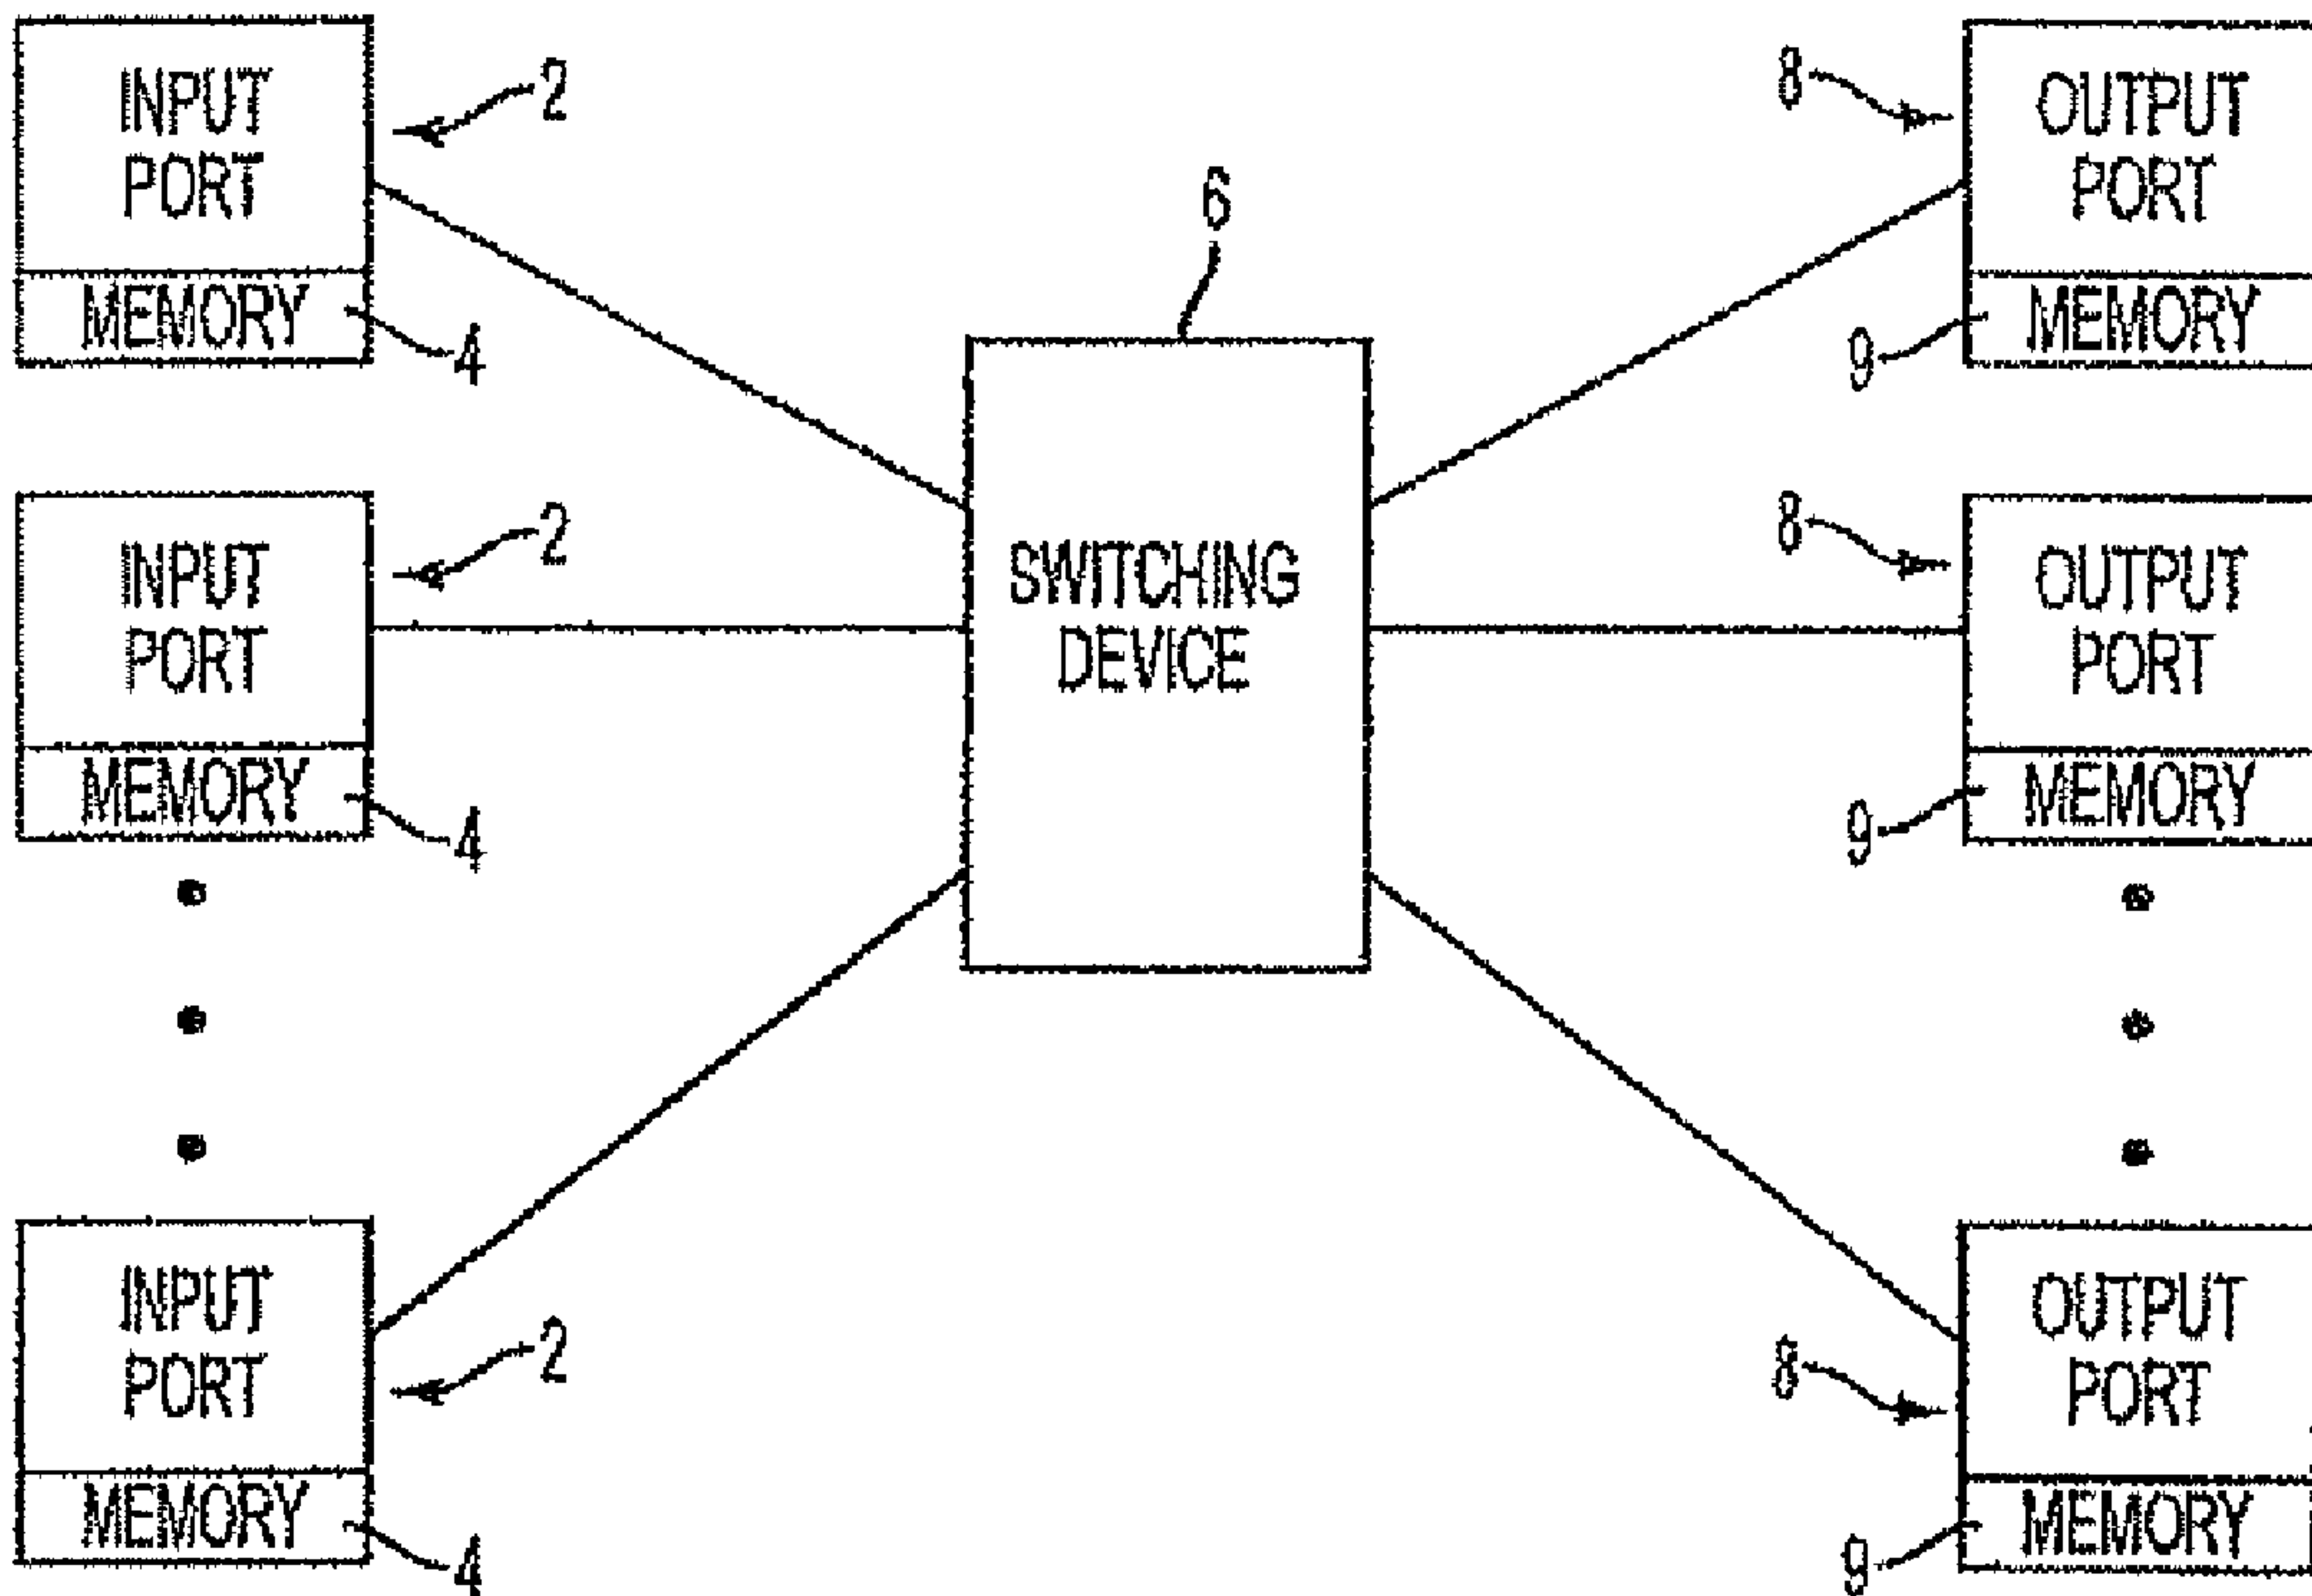 INPUT
PORT
2
MEMORY
4
INPUT
PORT
2
MEMORY
4
INPUT
PORT
2
MEMORY
4
6
SWITCHING
DEVICE
8
OUTPUT
PORT
MEMORY
9
8
OUTPUT
PORT
MEMORY
9
8
OUTPUT
PORT
MEMORY
9